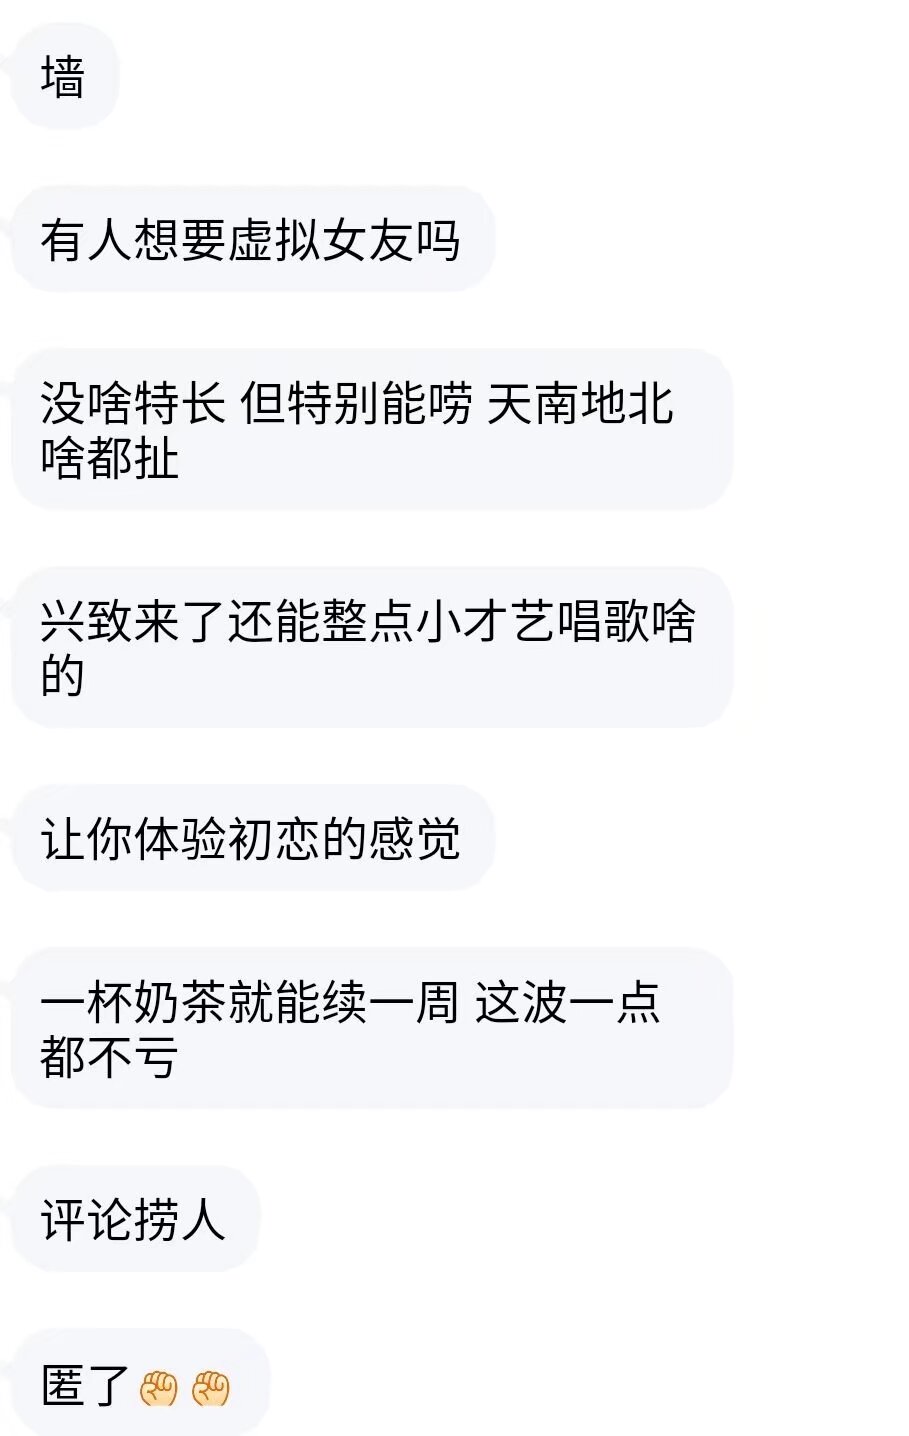 墙
有人想要虚拟女友吗
没啥特长 但特别能唠 天南地北
啥都扯
兴致来了还能整点小才艺唱歌啥
的
让你体验初恋的感觉
一杯奶茶就能续一周 这波一点
都不亏
评论捞人
匿了✊✊